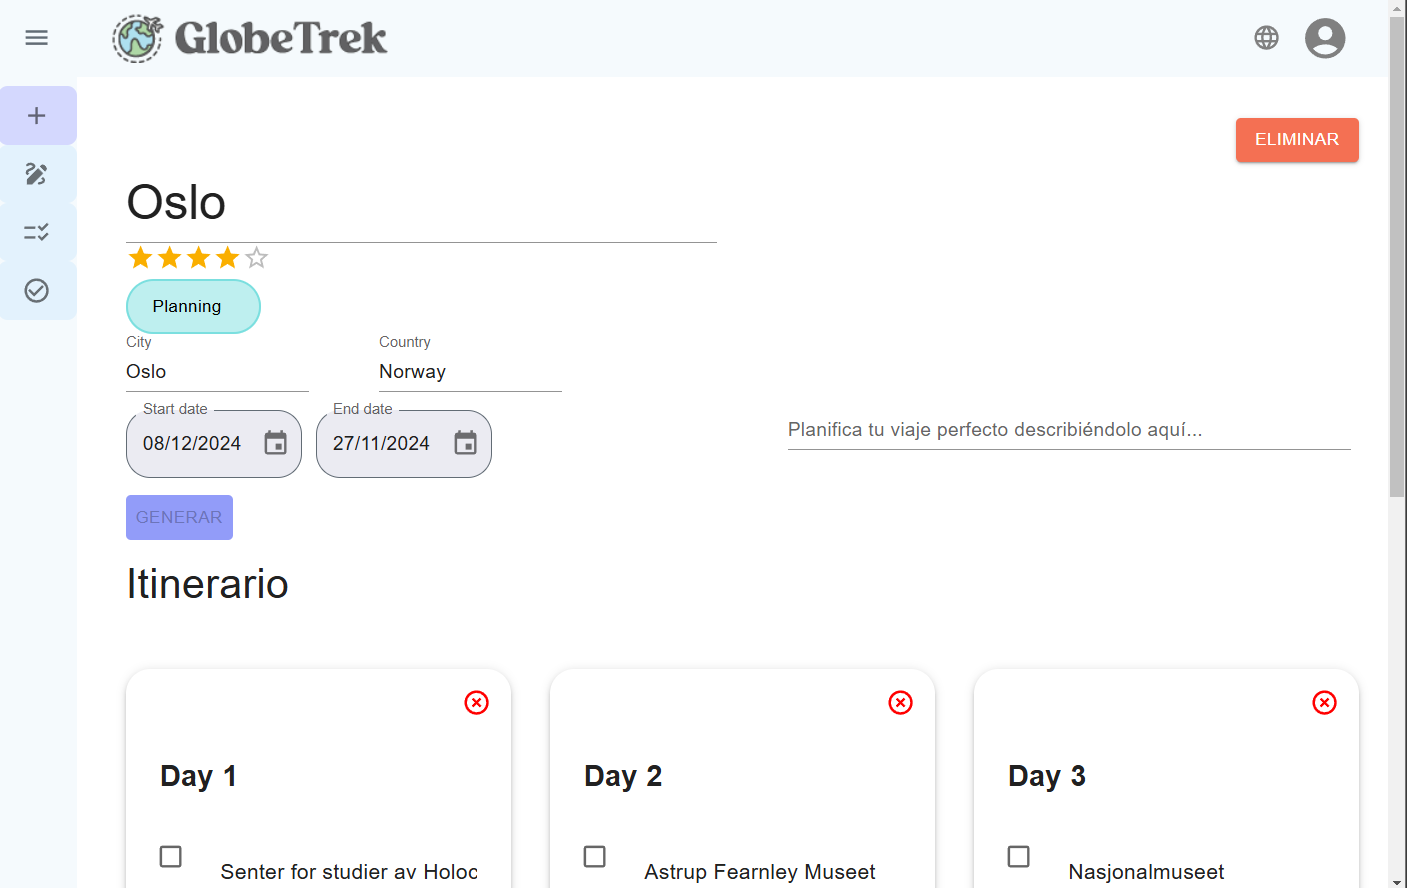 GlobeTrek
ELIMINAR
Oslo
Planning
City
Country
Oslo
Norway
Start date
End date
08/12/2024
27/11/2024
Planifica tu viaje perfecto describiéndolo aquí...
GENERAR
Itinerario
Day 1
Day 2
Day 3
Senter for studier av Holoc
Astrup Fearnley Museet
Nasjonalmuseet